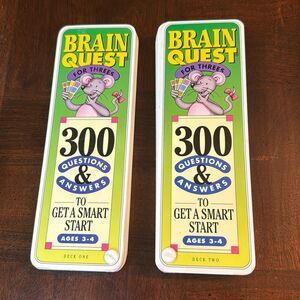 BRAIN
QUEST
FOR THREES
300
QUESTIONS
&
ANSWERS
TO
GET A SMART
START
AGES 3-4
DECK ONE
BRAIN
QUEST
FOR THREES
300
QUESTIONS
&
ANSWERS
TO
GET A SMART
START
AGES 3-4
DECK TWO